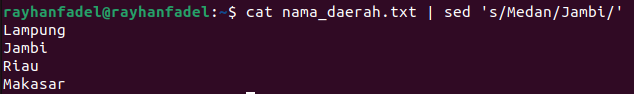 rayhanfadel@rayhanfadel:~$ cat nama_daerah.txt | sed 's/Medan/Jambi/'
Lampung
Jambi
Riau
Makasar